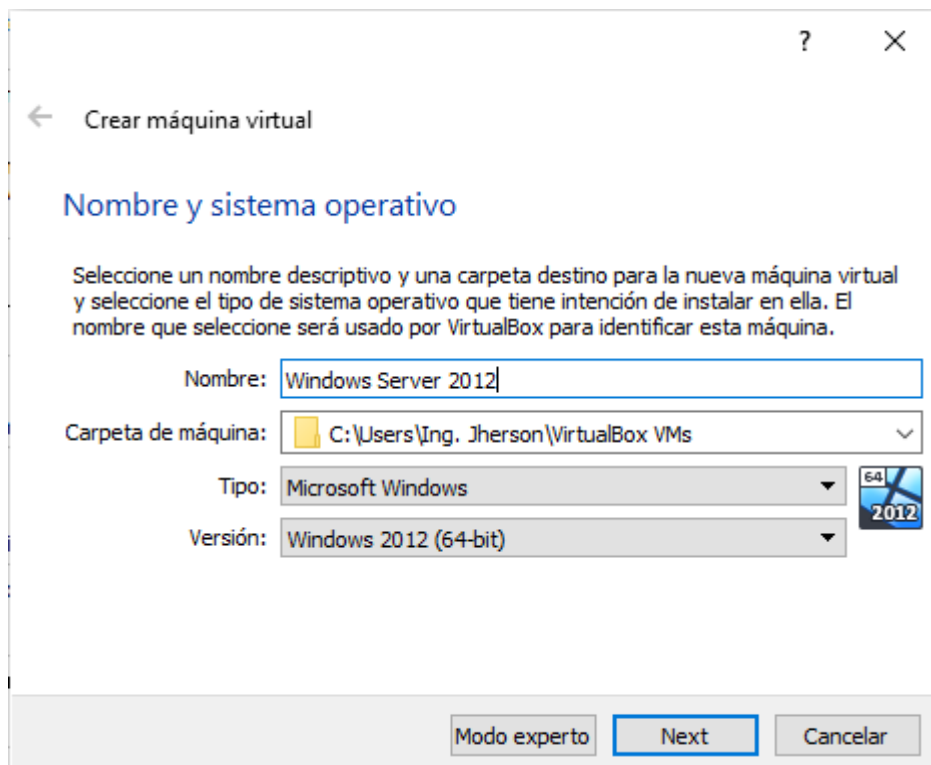 ?
Crear máquina virtual
Nombre y sistema operativo
Seleccione un nombre descriptivo y una carpeta destino para la nueva máquina virtual
y seleccione el tipo de sistema operativo que tiene intención de instalar en ella. El
nombre que seleccione será usado por VirtualBox para identificar esta máquina.
Nombre: Windows Server 2012
Carpeta de máquina: C:\Users\Ing. Jherson\VirtualBox VMs
Tipo: Microsoft Windows
64
2012
Versión: Windows 2012 (64-bit)
Modo experto Next Cancelar